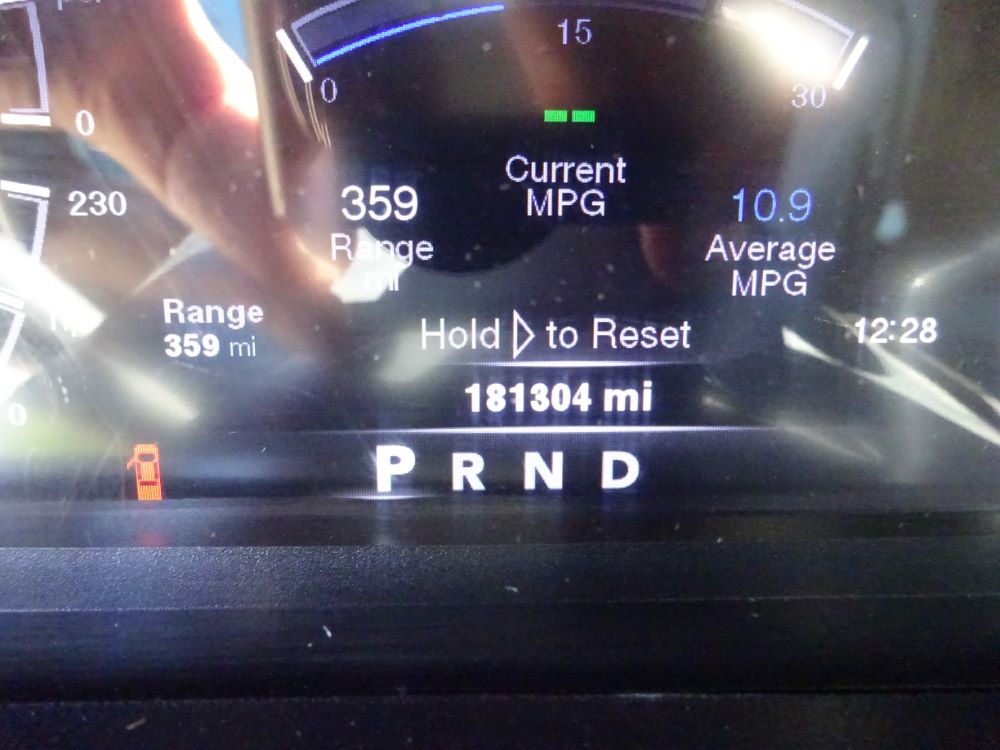 15
0
30
0
Current
MPG
230
359
Range
mi
10.9
Average
MPG
Range
359 mi
Hold ▷ to Reset
12:28
181304 mi
0
P R N D